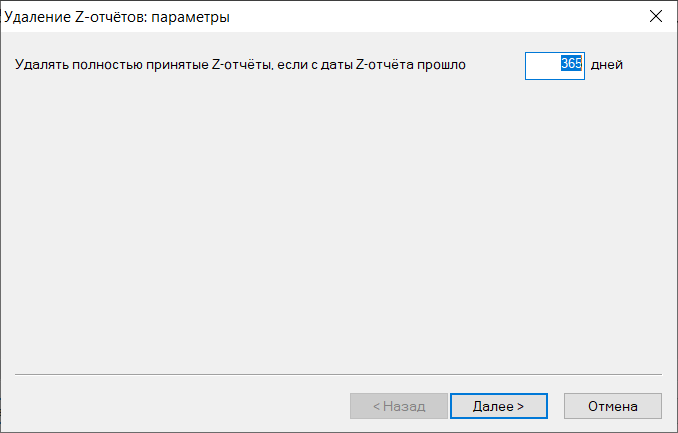 Удаление Z-отчётов: параметры
Удалять полностью принятые Z-отчёты, если с даты Z-отчёта прошло 365 дней
< Назад Далее > Отмена